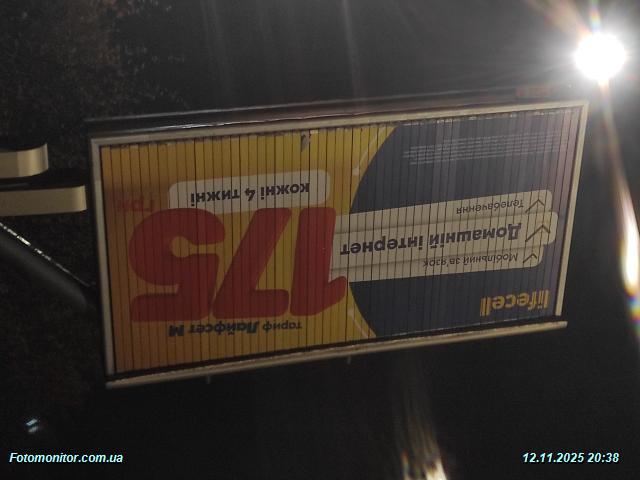 lifecell
Мобільний зв'язок
Домашній інтернет
Телебачення
тариф Лайфсет М
175
грн
кожні 4 тижні
Fotomonitor.com.ua
12.11.2025 20:38